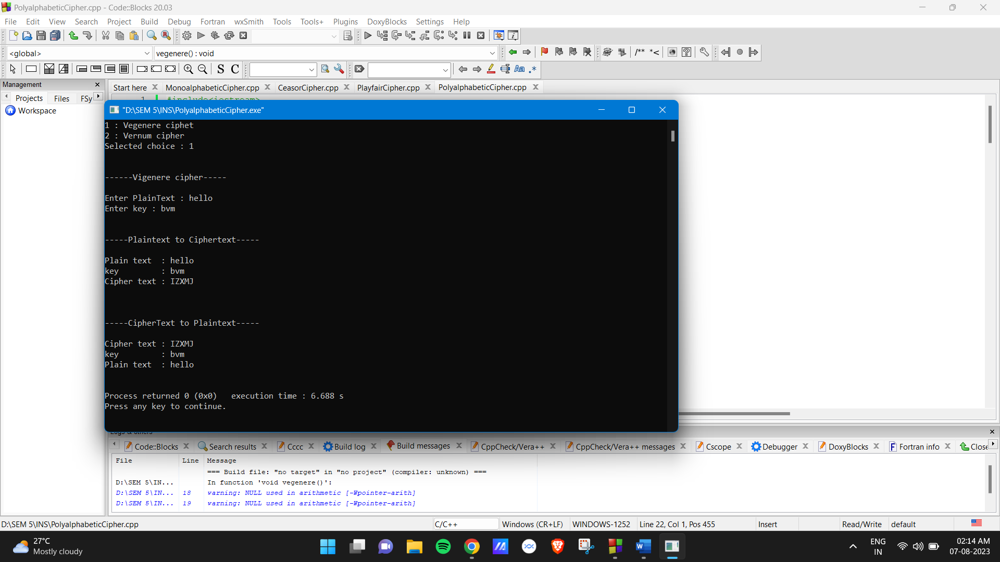 PolyalphabeticCipher.cpp - Code::Blocks 20.03
File Edit View Search Project Build Debug Fortran wxSmith Tools Tools+ Plugins DoxyBlocks Settings Help
<global> vegenere() : void
/** *<
S C Aa .*
Management
Start here MonoalphabeticCipher.cpp CeasorCipher.cpp PlayfairCipher.cpp PolyalphabeticCipher.cpp
Projects Files FSy
1 #include<iostream>
Workspace
"D:\SEM 5\INS\PolyalphabeticCipher.exe"
1 : Vegenere ciphet
2 : Vernum cipher
Selected choice : 1
------Vigenere cipher-----
Enter PlainText : hello
Enter key : bvm
-----Plaintext to Ciphertext-----
Plain text  : hello
key         : bvm
Cipher text : IZXMJ
-----CipherText to Plaintext-----
Cipher text : IZXMJ
key         : bvm
Plain text  : hello
Process returned 0 (0x0)   execution time : 6.688 s
Press any key to continue.
Logs & others
Code::Blocks Search results Cccc Build log Build messages CppCheck/Vera++ CppCheck/Vera++ messages Cscope Debugger DoxyBlocks Fortran info Close
File Line Message
=== Build file: "no target" in "no project" (compiler: unknown) ===
D:\SEM 5\IN... In function 'void vegenere()':
D:\SEM 5\IN... 18 warning: NULL used in arithmetic [-Wpointer-arith]
D:\SEM 5\IN... 19 warning: NULL used in arithmetic [-Wpointer-arith]
D:\SEM 5\INS\PolyalphabeticCipher.cpp C/C++ Windows (CR+LF) WINDOWS-1252 Line 22, Col 1, Pos 455 Insert Read/Write default
27°C
Mostly cloudy
ENG
IN
02:14 AM
07-08-2023